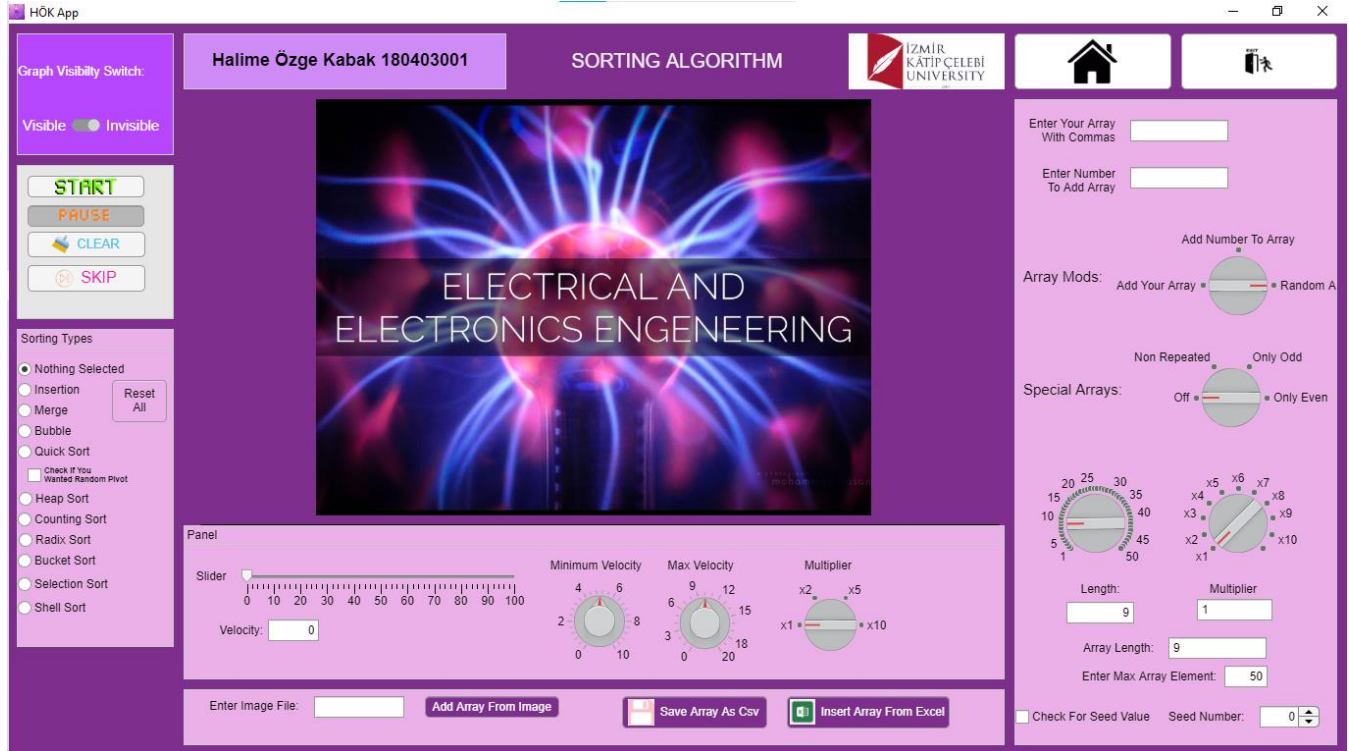 HÖK App
Graph Visibilty Switch:
Visible Invisible
Halime Özge Kabak 180403001
SORTING ALGORITHM
İZMİR
KÂTİP ÇELEBİ
UNIVERSITY
EXIT
START
PAUSE
CLEAR
SKIP
Sorting Types
Nothing Selected
Insertion
Merge
Reset
All
Bubble
Quick Sort
Check If You
Wanted Random Pivot
Heap Sort
Counting Sort
Radix Sort
Bucket Sort
Selection Sort
Shell Sort
ELECTRICAL AND
ELECTRONICS ENGENEERING
Panel
Slider
0 10 20 30 40 50 60 70 80 90 100
Velocity: 0
Minimum Velocity
0 2 4 6 8 10
Max Velocity
0 3 6 9 12 15 18 20
Multiplier
x1 x2 x5 x10
Enter Image File:
Add Array From Image
Save Array As Csv
Insert Array From Excel
Enter Your Array
With Commas
Enter Number
To Add Array
Array Mods:
Add Your Array
Add Number To Array
Random A
Special Arrays:
Off
Non Repeated
Only Odd
Only Even
1 5 10 15 20 25 30 35 40 45 50
x1 x2 x3 x4 x5 x6 x7 x8 x9 x10
Length:
9
Multiplier
1
Array Length: 9
Enter Max Array Element: 50
Check For Seed Value
Seed Number: 0